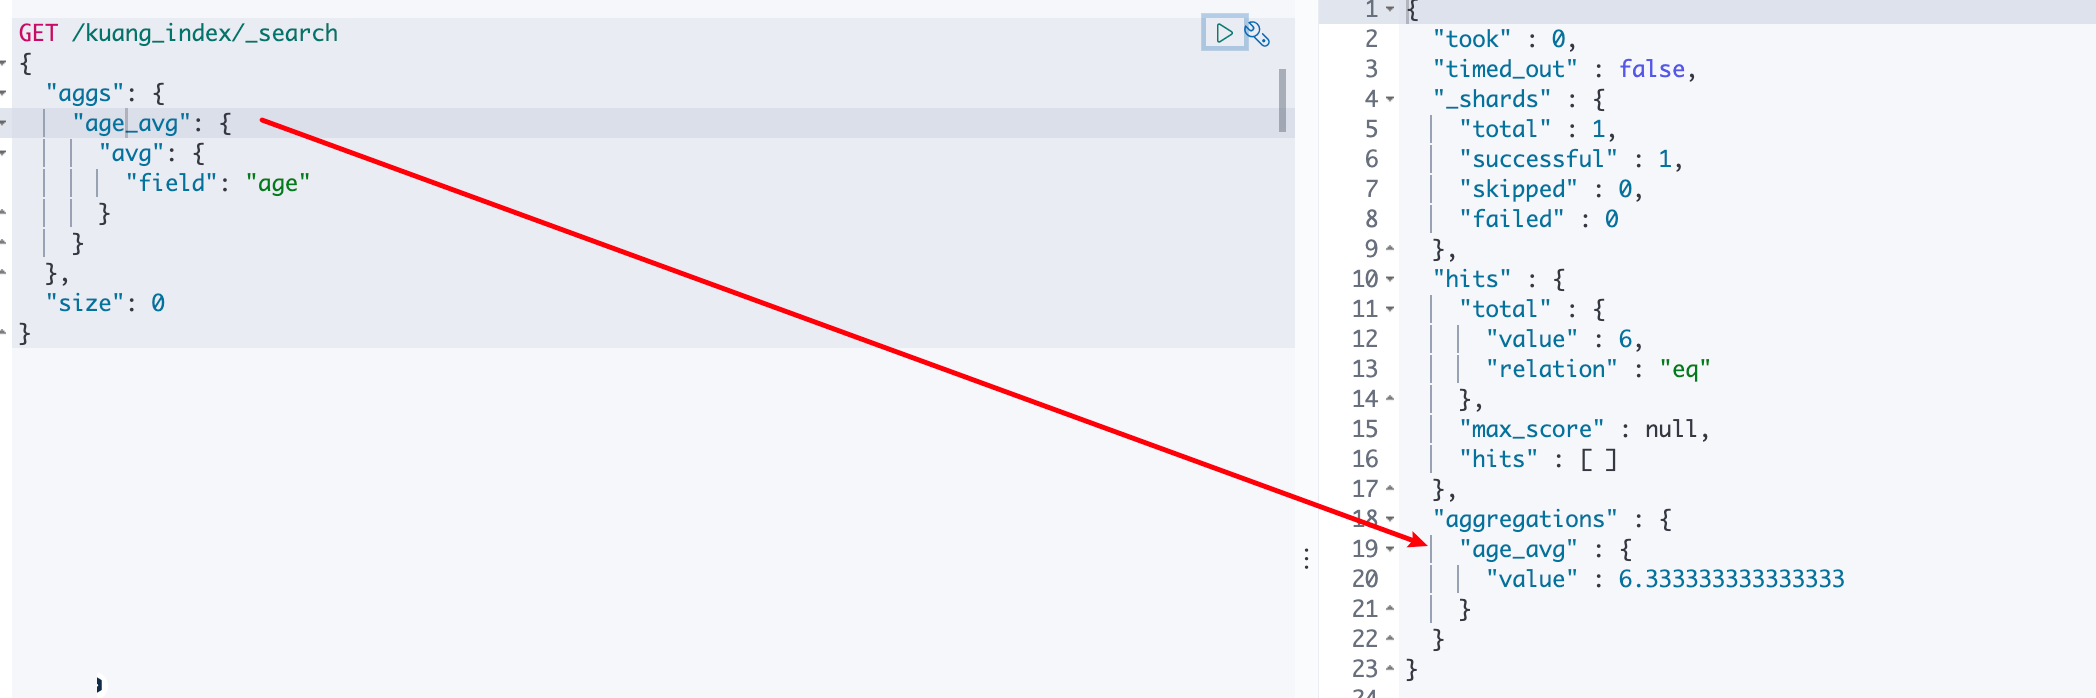 GET /kuang_index/_search
{
"aggs": {
"age_avg": {
"avg": {
"field": "age"
}
}
},
"size": 0
}
1 {
2 "took" : 0,
3 "timed_out" : false,
4 "_shards" : {
5 "total" : 1,
6 "successful" : 1,
7 "skipped" : 0,
8 "failed" : 0
9 },
10 "hits" : {
11 "total" : {
12 "value" : 6,
13 "relation" : "eq"
14 },
15 "max_score" : null,
16 "hits" : [ ]
17 },
18 "aggregations" : {
19 "age_avg" : {
20 "value" : 6.333333333333333
21 }
22 }
23 }
24